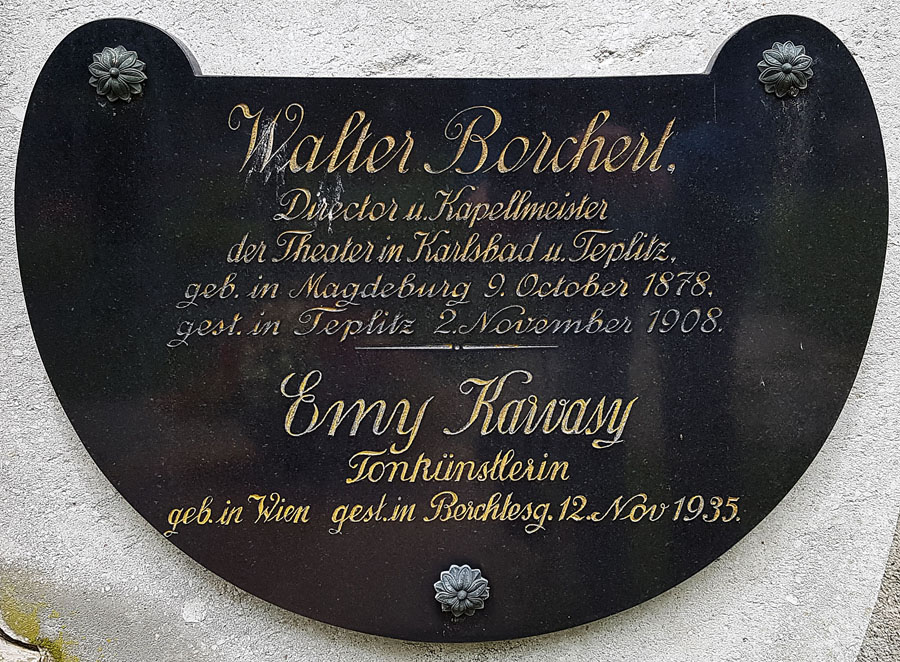 Walter Borchert,
Director u. Kapellmeister
der Theater in Karlsbad u. Teplitz,
geb. in Magdeburg 9. October 1878,
gest. in Teplitz 2. November 1908.
Emy Karvasy
Tonkünstlerin
geb. in Wien gest. in Berchtesg. 12. Nov 1935.